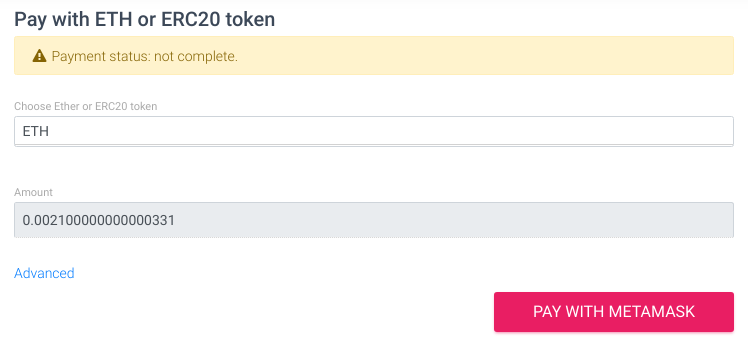 Pay with ETH or ERC20 token
Payment status: not complete.
Choose Ether or ERC20 token
ETH
Amount
0.002100000000000331
Advanced
PAY WITH METAMASK